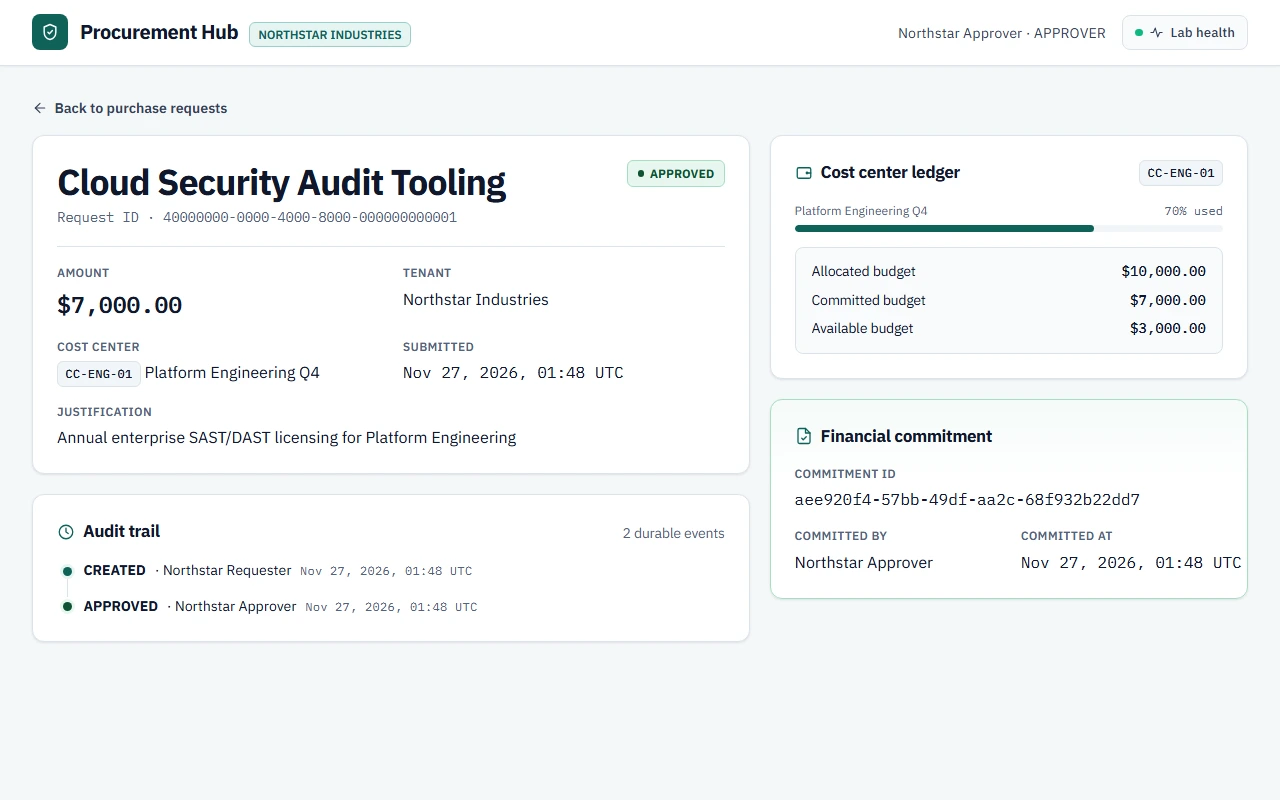 Procurement Hub NORTHSTAR INDUSTRIES
Northstar Approver · APPROVER Lab health
Back to purchase requests
Cloud Security Audit Tooling
APPROVED
Request ID · 40000000-0000-4000-8000-000000000001
AMOUNT TENANT
$7,000.00 Northstar Industries
COST CENTER SUBMITTED
CC-ENG-01 Platform Engineering Q4 Nov 27, 2026, 01:48 UTC
JUSTIFICATION
Annual enterprise SAST/DAST licensing for Platform Engineering
Audit trail 2 durable events
CREATED · Northstar Requester Nov 27, 2026, 01:48 UTC
APPROVED · Northstar Approver Nov 27, 2026, 01:48 UTC
Cost center ledger CC-ENG-01
Platform Engineering Q4 70% used
Allocated budget $10,000.00
Committed budget $7,000.00
Available budget $3,000.00
Financial commitment
COMMITMENT ID
aee920f4-57bb-49df-aa2c-68f932b22dd7
COMMITTED BY COMMITTED AT
Northstar Approver Nov 27, 2026, 01:48 UTC